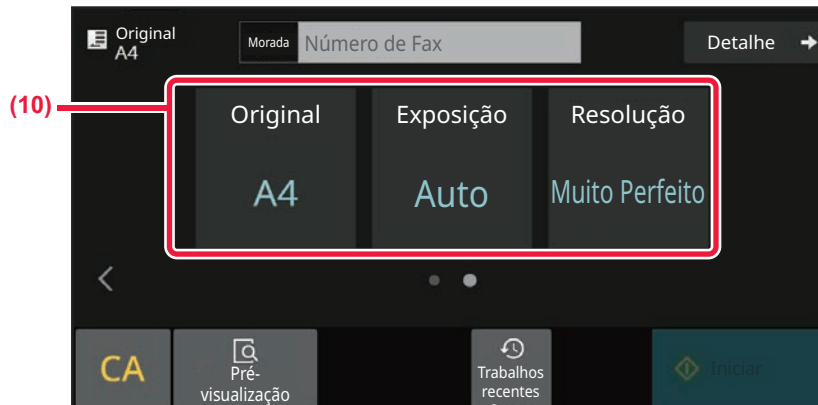 Original
A4
Morada
Número de Fax
Detalhe
(10)
Original
Exposição
Resolução
A4
Auto
Muito Perfeito
CA
Pré-
visualização
Trabalhos
recentes
Iniciar